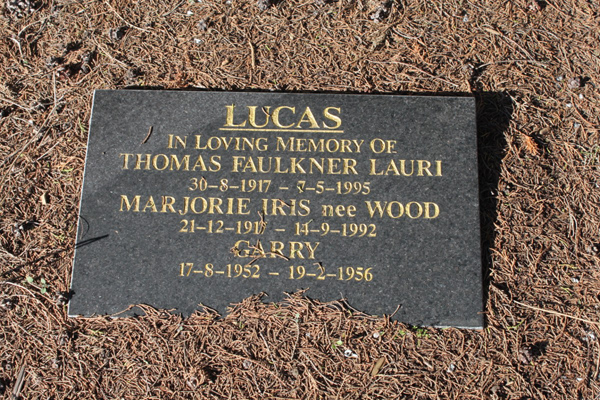 LUCAS
IN LOVING MEMORY OF
THOMAS FAULKNER LAURI
30-8-1917 - 7-5-1995
MARJORIE IRIS nee WOOD
21-12-1917 - 14-9-1992
GARRY
17-8-1952 - 19-2-1956